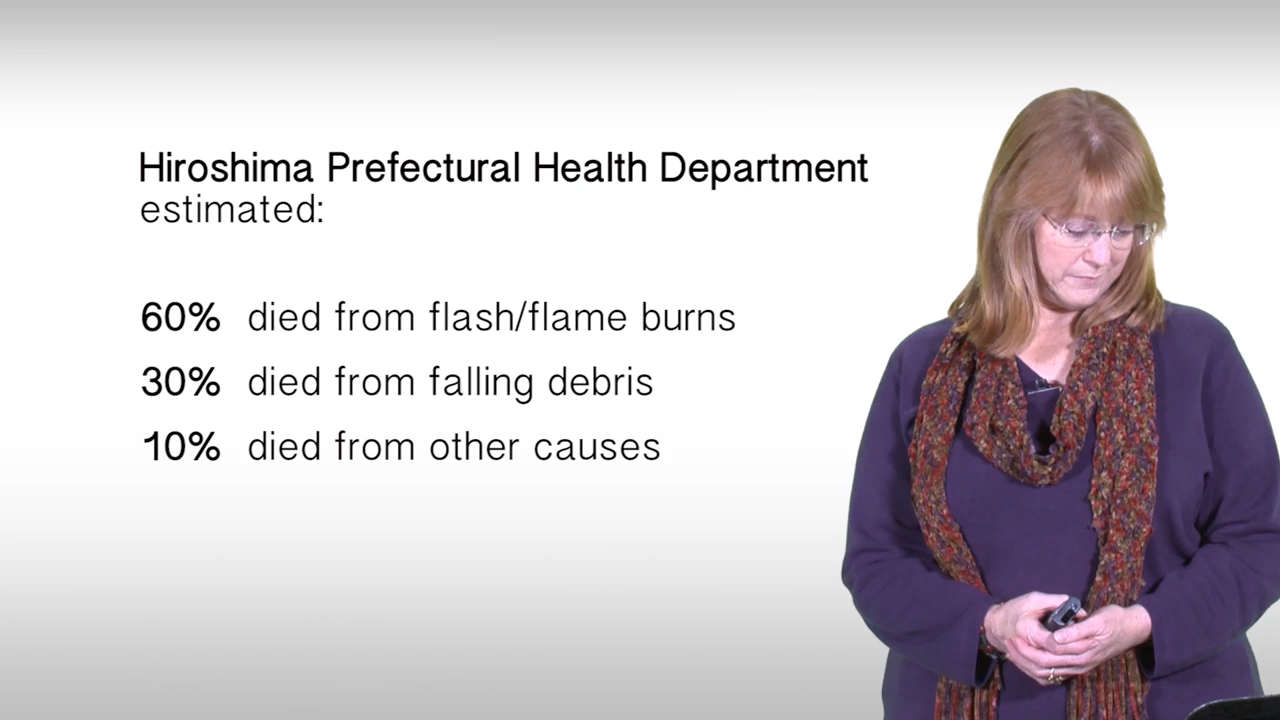 Hiroshima Prefectural Health Department
estimated:
60% died from flash/flame burns
30% died from falling debris
10% died from other causes